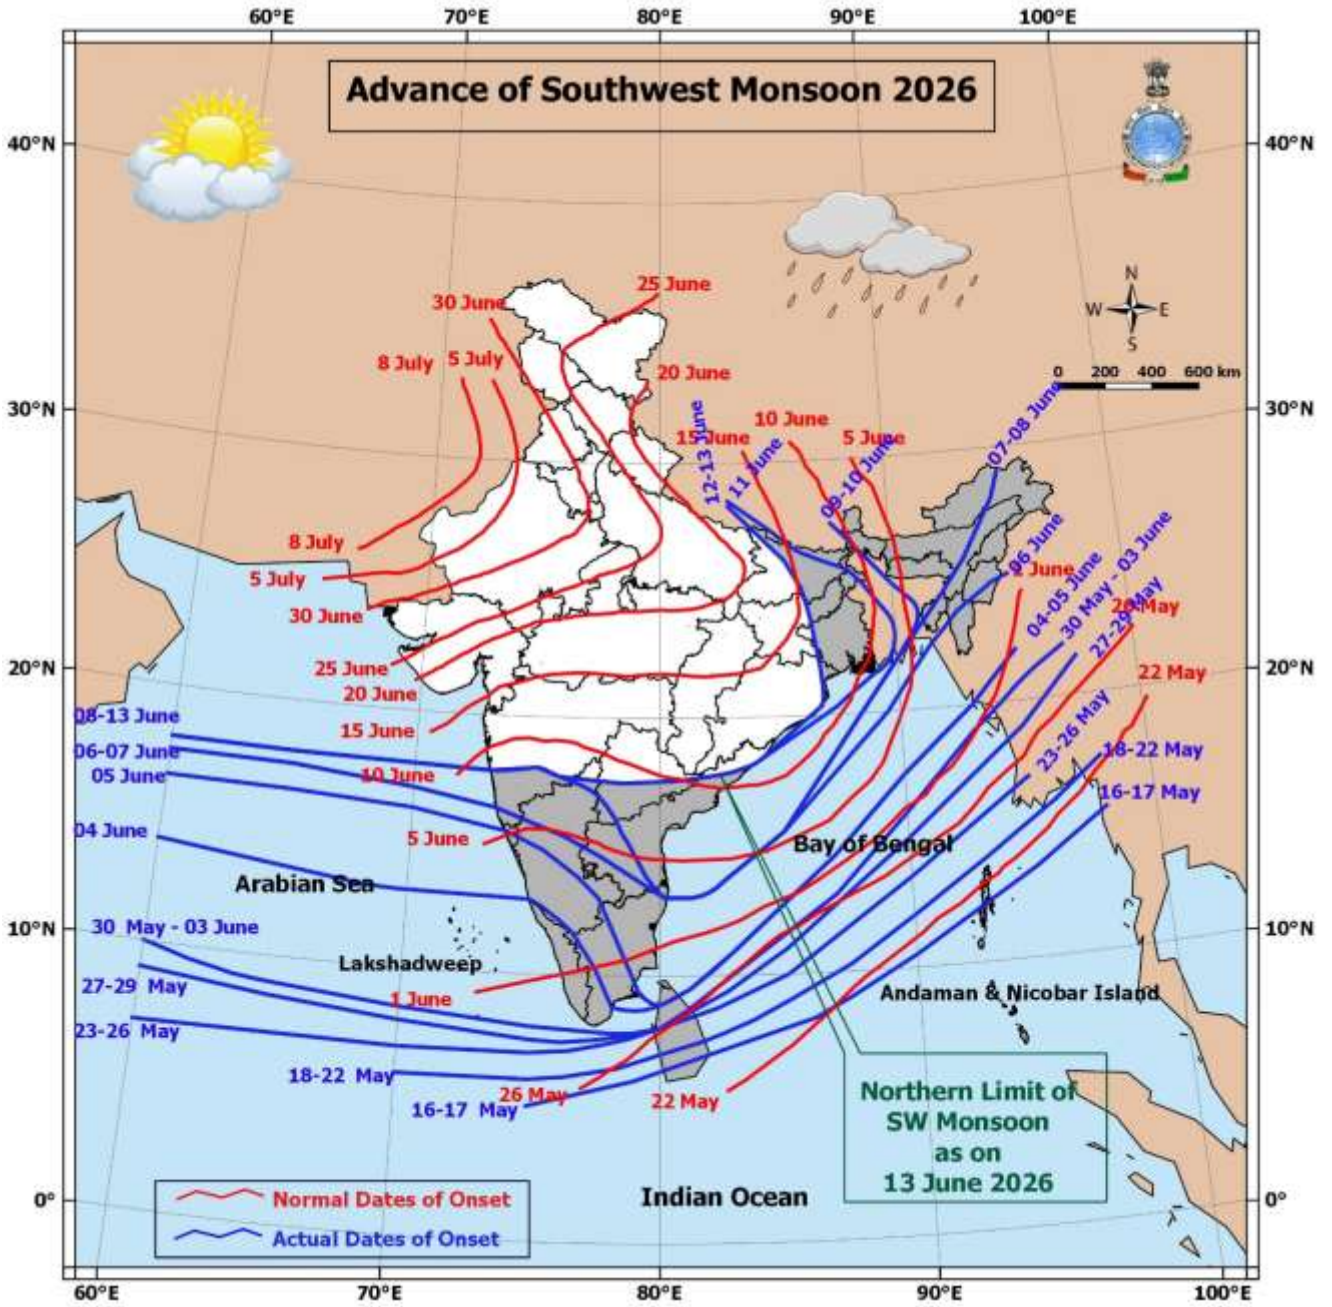 60°E 70°E 80°E 90°E 100°E
Advance of Southwest Monsoon 2026
40°N 40°N
N
W E
S
0 200 400 600 km
25 June
30 June
8 July 5 July
20 June
30°N 30°N
12-13 June
15 June
11 June
10 June
5 June
09-10 June
07-08 June
8 July
5 July
30 June
06 June
1 June
04-05 June
30 May - 03 June
27-29 May
26 May
25 June
20 June
20°N 20°N
22 May
15 June
08-13 June
06-07 June
05 June
10 June
23-26 May
18-22 May
16-17 May
04 June
5 June
Bay of Bengal
Arabian Sea
10°N 10°N
30 May - 03 June
Lakshadweep
27-29 May
1 June
Andaman & Nicobar Island
23-26 May
18-22 May
26 May
22 May
16-17 May
Northern Limit of
SW Monsoon
as on
13 June 2026
0° 0°
Indian Ocean
Normal Dates of Onset
Actual Dates of Onset
60°E 70°E 80°E 90°E 100°E